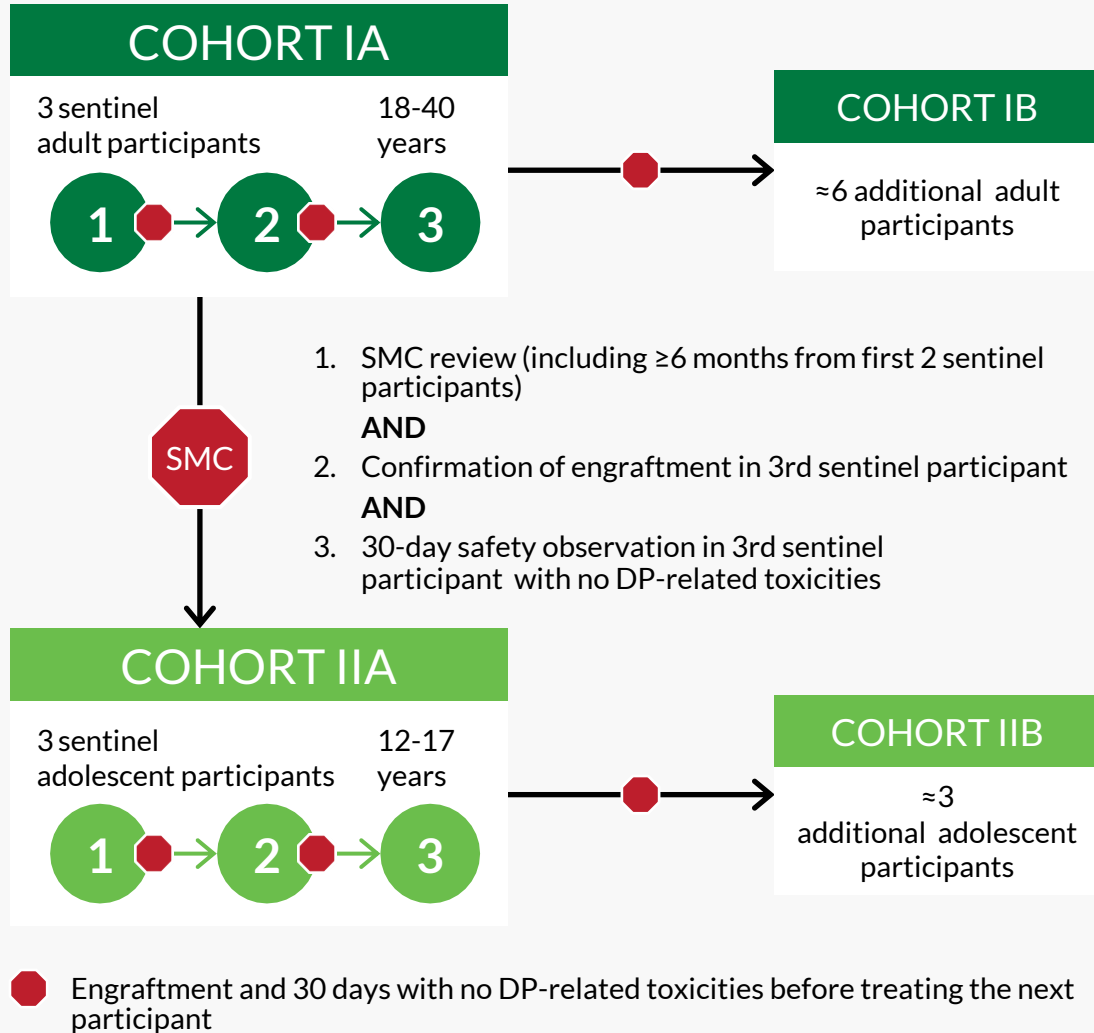 COHORT IA
3 sentinel
adult participants
18-40
years
1
2
3
COHORT IB
≈6 additional adult
participants
1. SMC review (including ≥6 months from first 2 sentinel
participants)
AND
2. Confirmation of engraftment in 3rd sentinel participant
AND
3. 30-day safety observation in 3rd sentinel
participant with no DP-related toxicities
SMC
COHORT IIA
3 sentinel
adolescent participants
12-17
years
1
2
3
COHORT IIB
≈3
additional adolescent
participants
Engraftment and 30 days with no DP-related toxicities before treating the next
participant